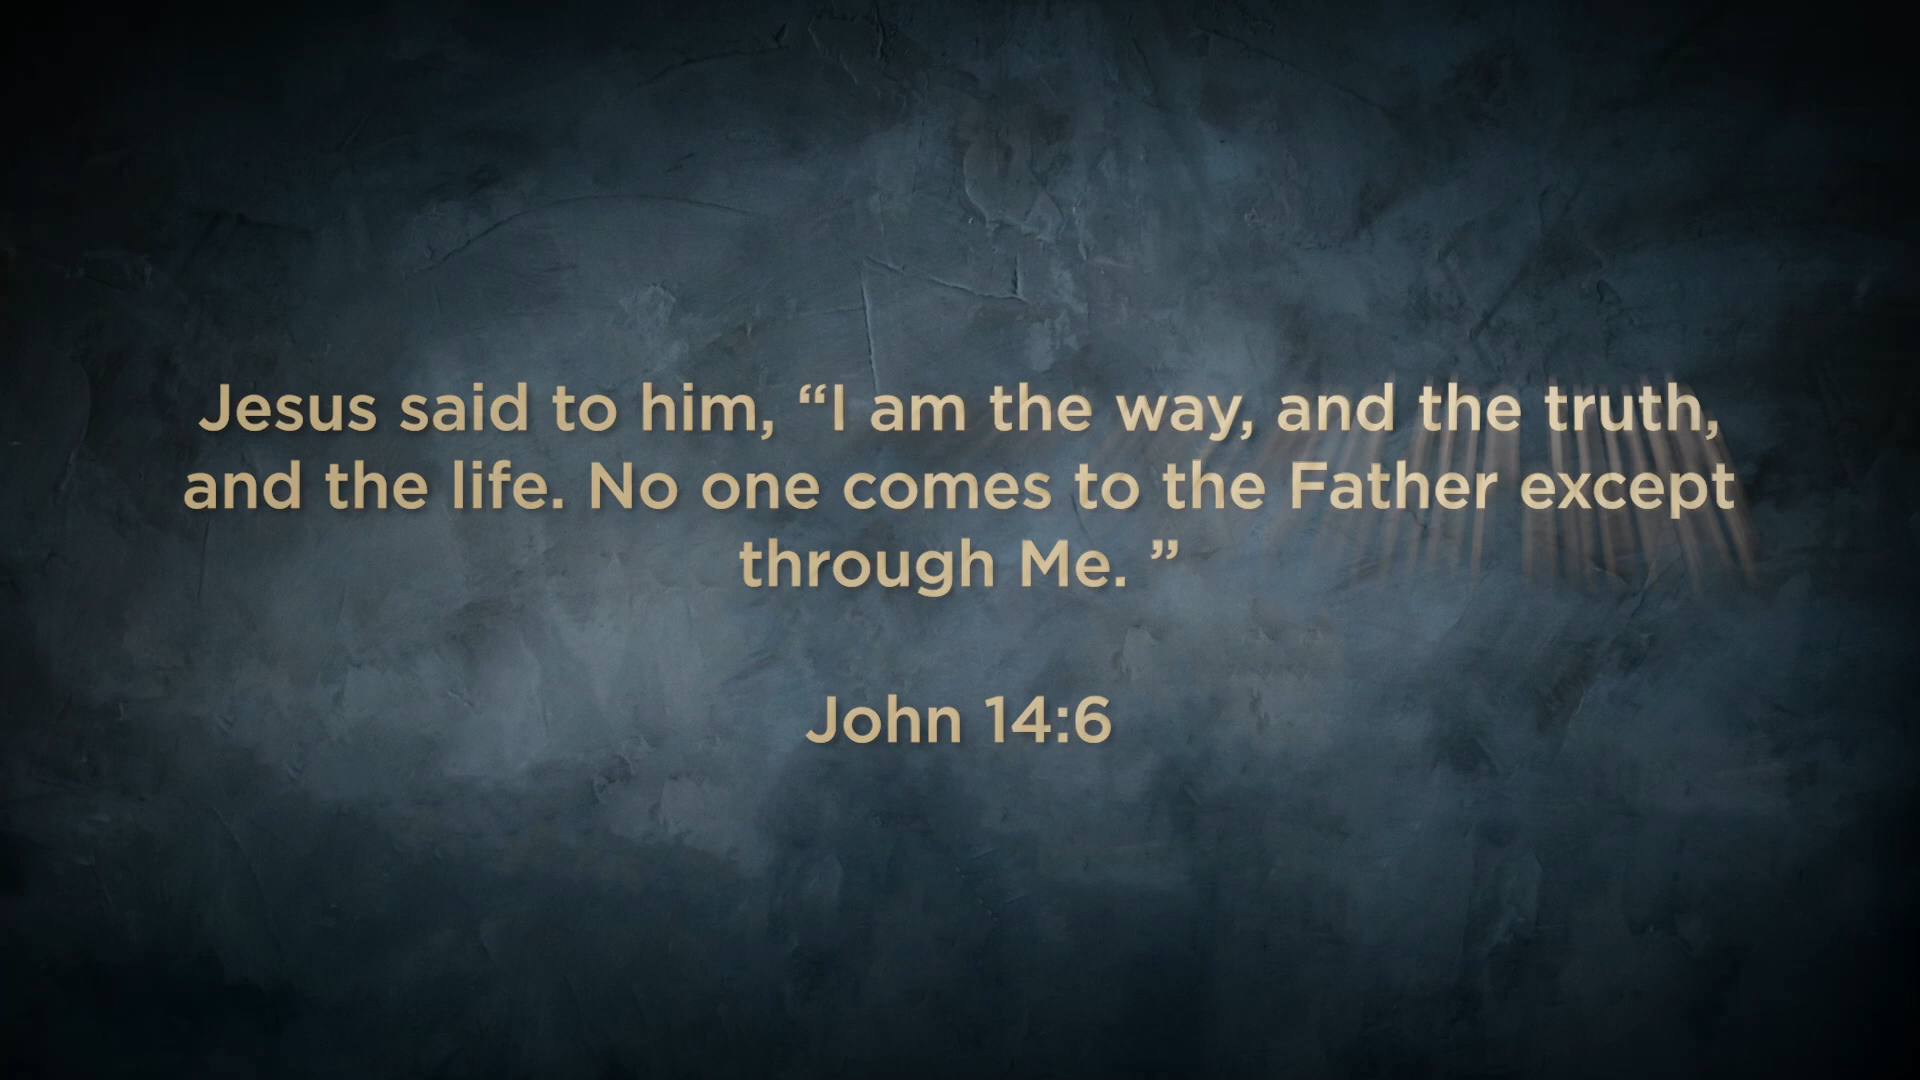 Jesus said to him, “I am the way, and the truth,
and the life. No one comes to the Father except
through Me. ”
John 14:6